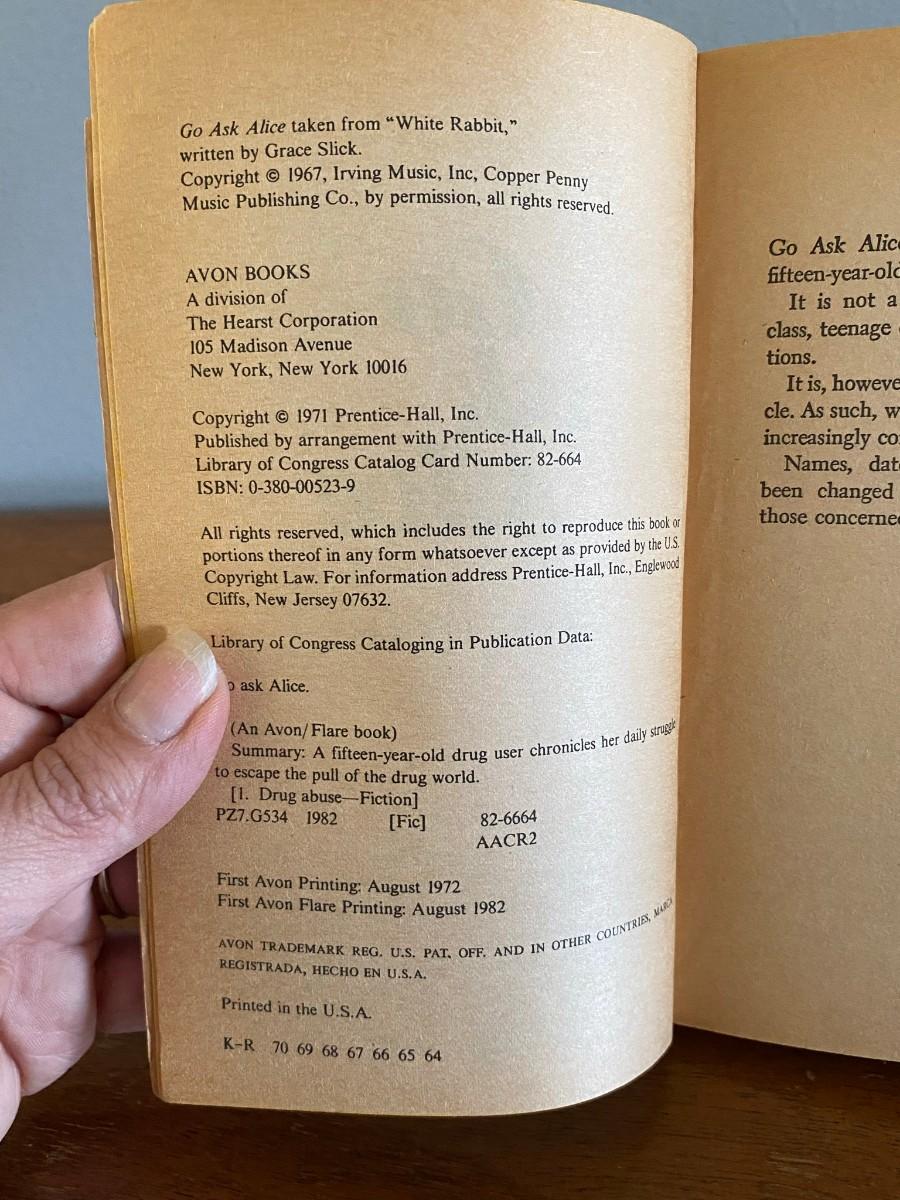 Go Ask Alice taken from "White Rabbit,"
written by Grace Slick.
Copyright © 1967, Irving Music, Inc, Copper Penny
Music Publishing Co., by permission, all rights reserved.
AVON BOOKS
A division of
The Hearst Corporation
105 Madison Avenue
New York, New York 10016
Copyright © 1971 Prentice-Hall, Inc.
Published by arrangement with Prentice-Hall, Inc.
Library of Congress Catalog Card Number: 82-664
ISBN: 0-380-00523-9
All rights reserved, which includes the right to reproduce this book or
portions thereof in any form whatsoever except as provided by the U.S.
Copyright Law. For information address Prentice-Hall, Inc., Englewood
Cliffs, New Jersey 07632.
Library of Congress Cataloging in Publication Data:
ask Alice.
(An Avon/Flare book)
Summary: A fifteen-year-old drug user chronicles her daily struggle
to escape the pull of the drug world.
[1. Drug abuse—Fiction]
PZ7.G534 1982 [Fic] 82-6664
AACR2
First Avon Printing: August 1972
First Avon Flare Printing: August 1982
AVON TRADEMARK REG. U.S. PAT. OFF. AND IN OTHER COUNTRIES, MARCA
REGISTRADA, HECHO EN U.S.A.
Printed in the U.S.A.
K–R 70 69 68 67 66 65 64
Go Ask Alic
fifteen-year-old
It is not a
class, teenage
tions.
It is, howeve
cle. As such, w
increasingly co
Names, dat
been changed
those concerne